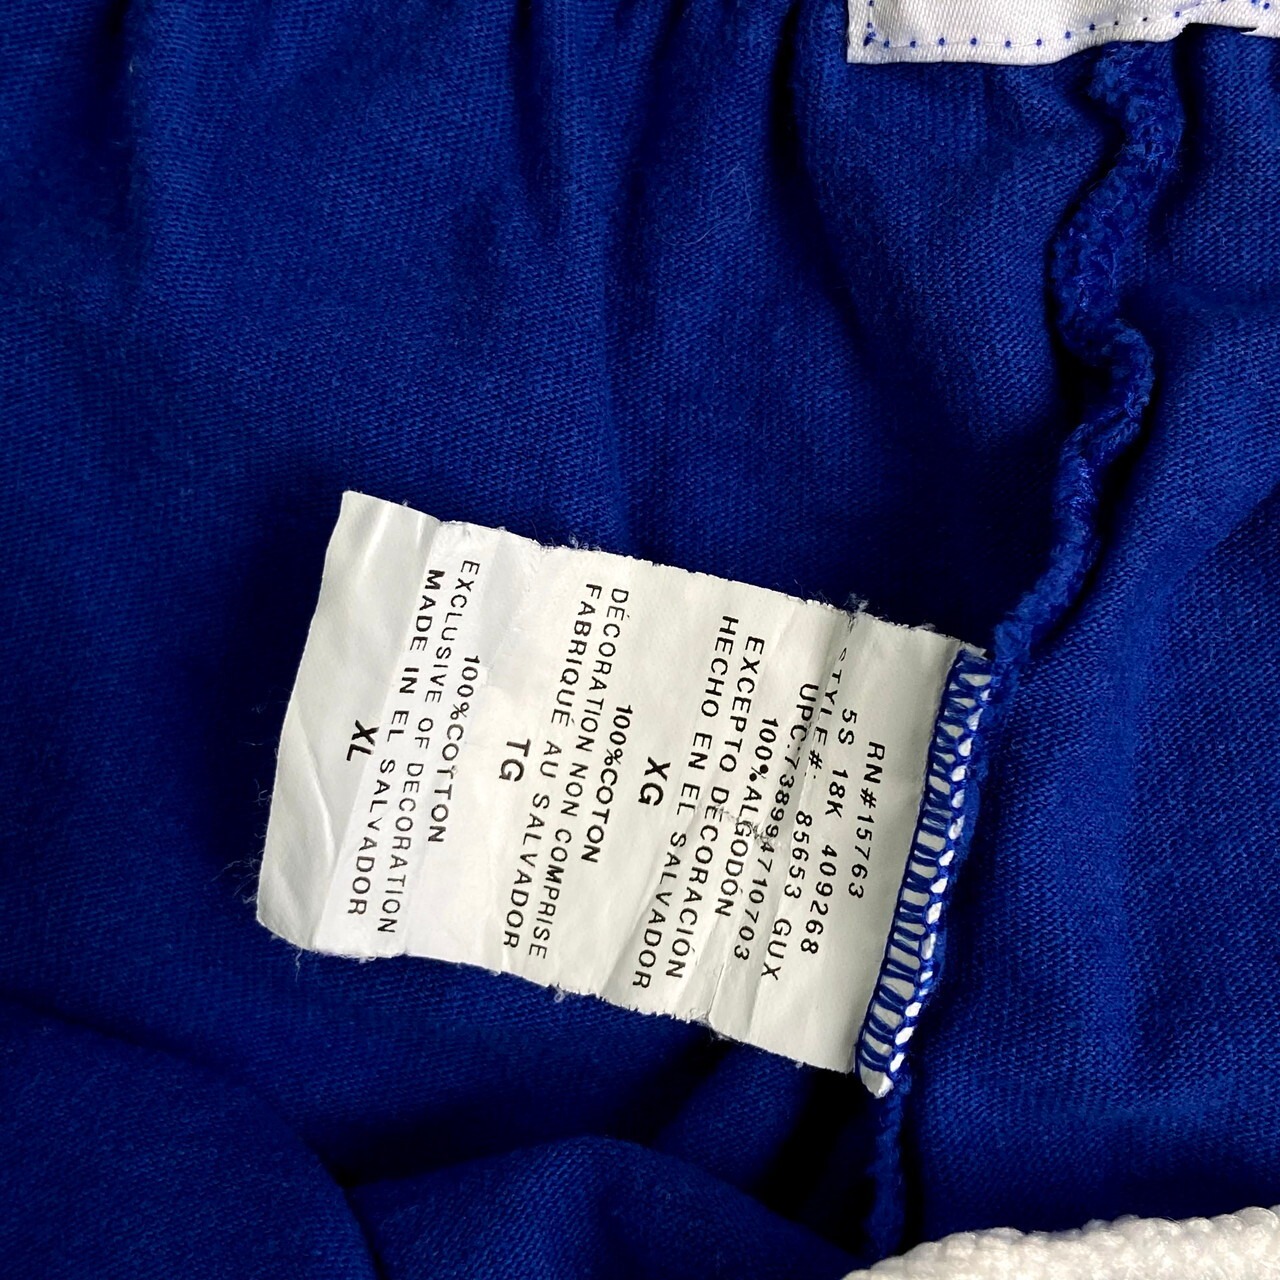 RN#15763
5S 18K 409268
STYLE#: 85653 GUX
UPC:738994710703
100%ALGODÓN
EXCEPTO DECORACIÓN
HECHO EN EL SALVADOR
XG
100%COTON
DÉCORATION NON COMPRISE
FABRIQUÉ AU SALVADOR
TG
100%COTTON
EXCLUSIVE OF DECORATION
MADE IN EL SALVADOR
XL